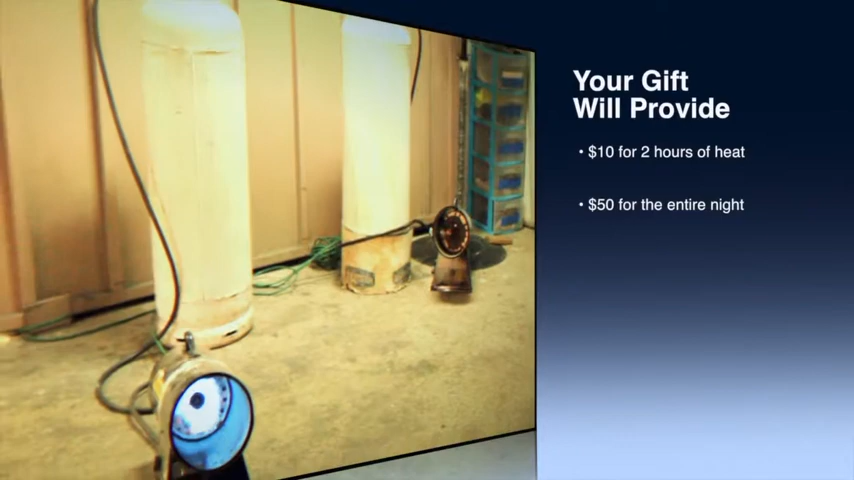 Your Gift
Will Provide
• $10 for 2 hours of heat
• $50 for the entire night